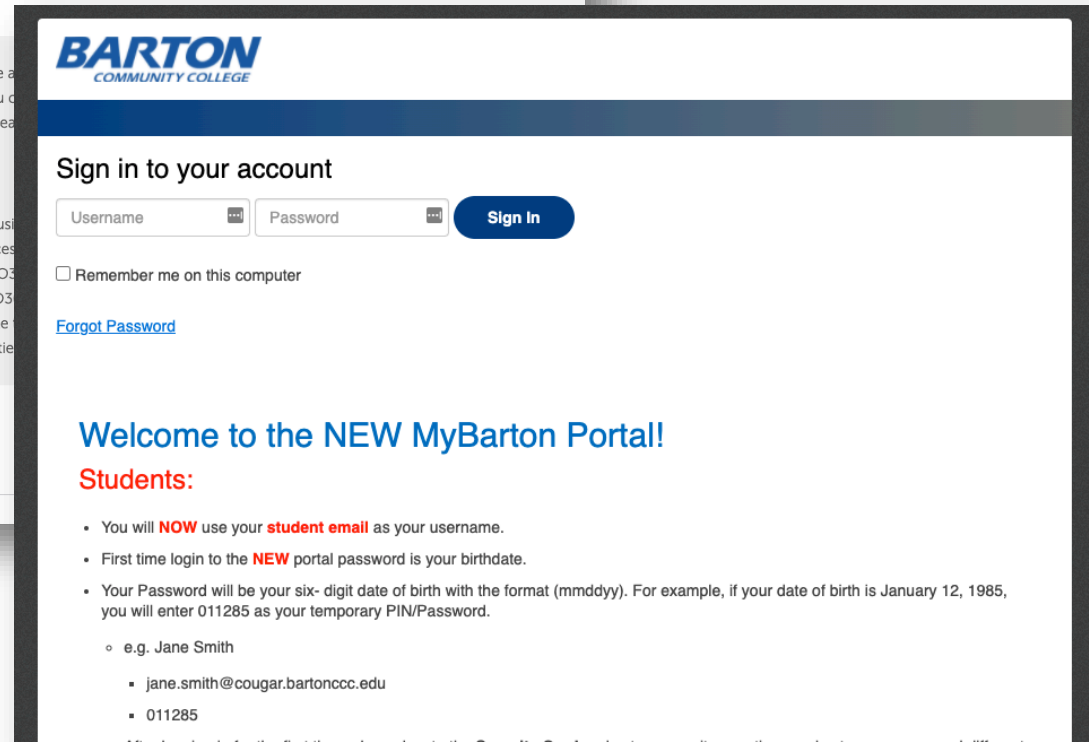 BARTON
COMMUNITY COLLEGE
Sign in to your account
Username
Password
Sign In
Remember me on this computer
Forgot Password
Welcome to the NEW MyBarton Portal!
Students:
You will NOW use your student email as your username.
First time login to the NEW portal password is your birthdate.
Your Password will be your six- digit date of birth with the format (mmddyy). For example, if your date of birth is January 12, 1985,
you will enter 011285 as your temporary PIN/Password.
e.g. Jane Smith
jane.smith@cougar.bartonccc.edu
011285